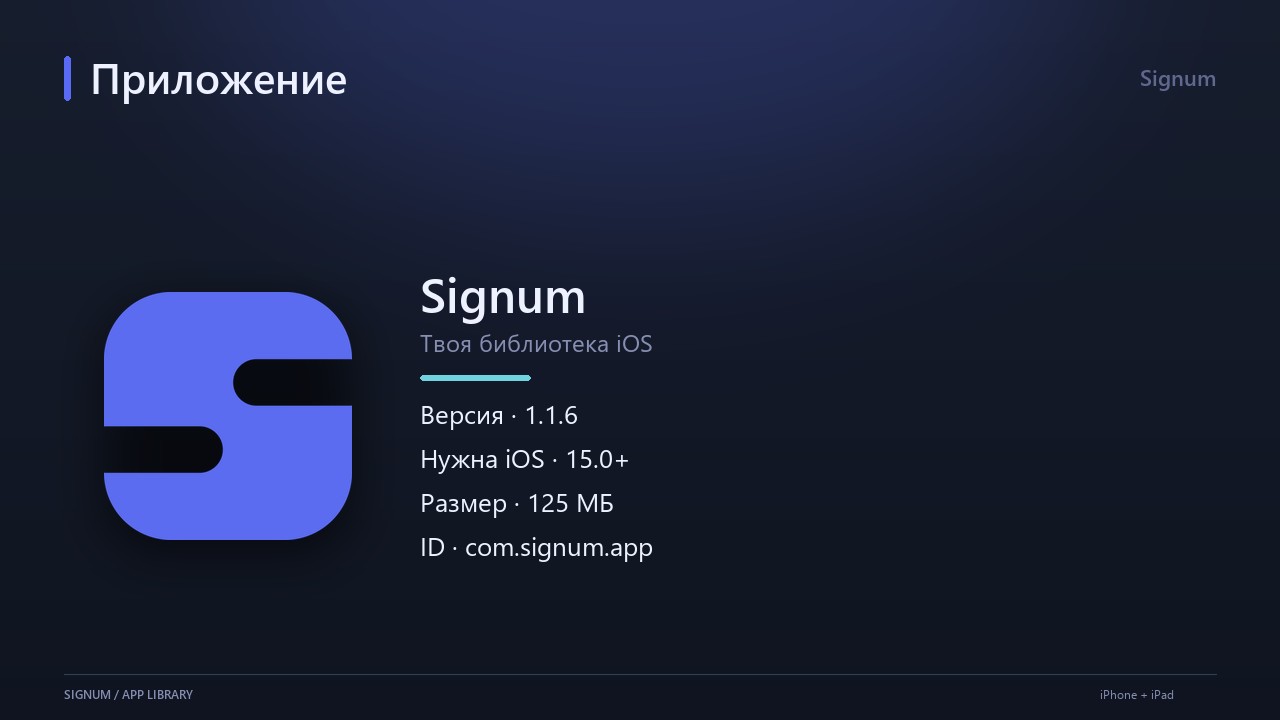 Приложение
Signum
Signum
Твоя библиотека iOS
Версия · 1.1.6
Нужна iOS · 15.0+
Размер · 125 МБ
ID · com.signum.app
SIGNUM / APP LIBRARY
iPhone + iPad